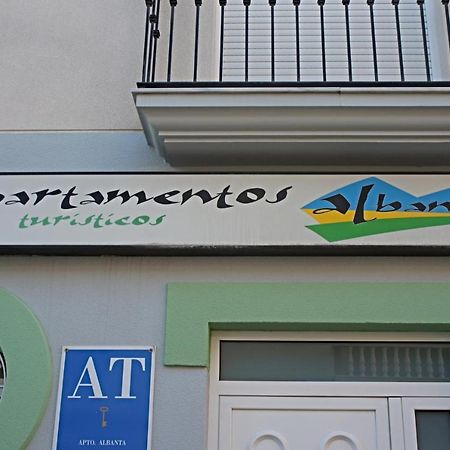 partamentos
turísticos
alban
AT
APTO. ALBANTA